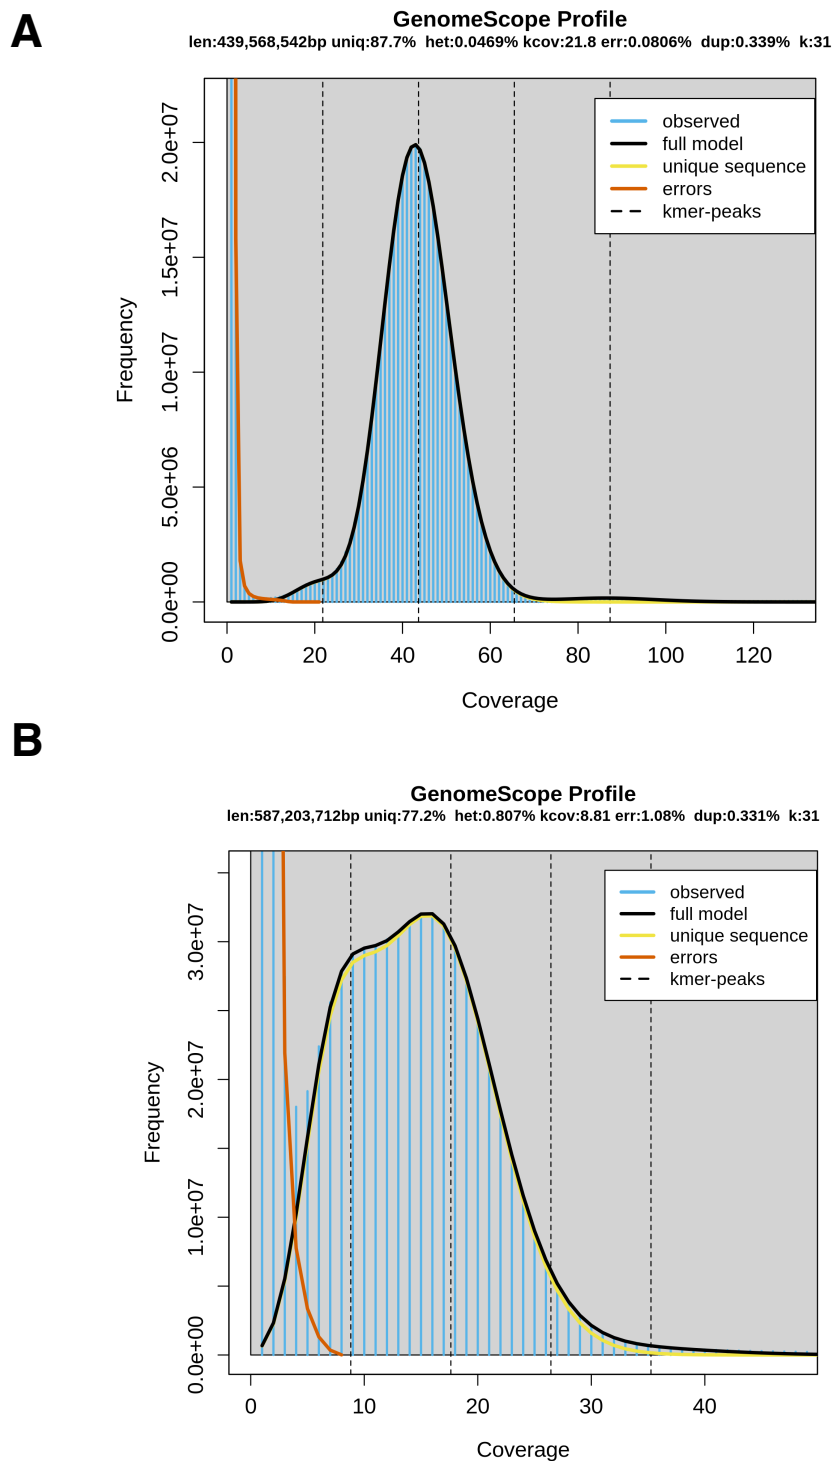 A
GenomeScope Profile
len:439,568,542bp uniq:87.7% het:0.0469% kcov:21.8 err:0.0806% dup:0.339% k:31
observed
full model
unique sequence
errors
kmer-peaks
Frequency
0.0e+00 5.0e+06 1.0e+07 1.5e+07 2.0e+07
0 20 40 60 80 100 120
Coverage
B
GenomeScope Profile
len:587,203,712bp uniq:77.2% het:0.807% kcov:8.81 err:1.08% dup:0.331% k:31
observed
full model
unique sequence
errors
kmer-peaks
Frequency
0.0e+00 1.0e+07 2.0e+07 3.0e+07
0 10 20 30 40
Coverage